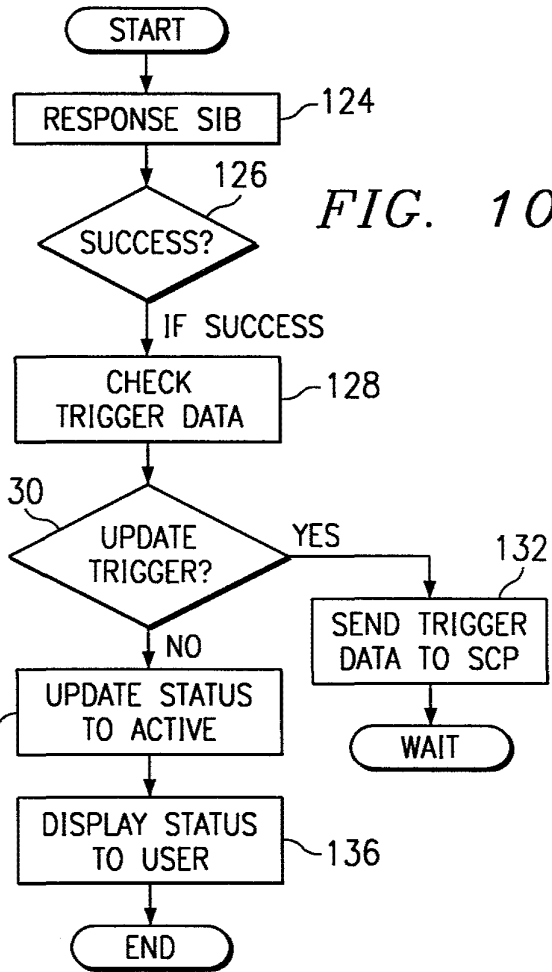 START
RESPONSE SIB
124
126
FIG. 10
SUCCESS?
IF SUCCESS
CHECK
TRIGGER DATA
128
30
UPDATE
TRIGGER?
YES
132
SEND TRIGGER
DATA TO SCP
NO
UPDATE STATUS
TO ACTIVE
WAIT
DISPLAY STATUS
TO USER
136
END